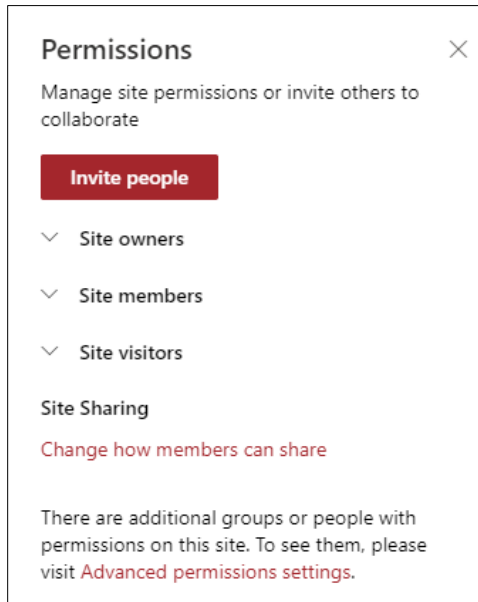 Permissions
Manage site permissions or invite others to
collaborate
Invite people
Site owners
Site members
Site visitors
Site Sharing
Change how members can share
There are additional groups or people with
permissions on this site. To see them, please
visit Advanced permissions settings.